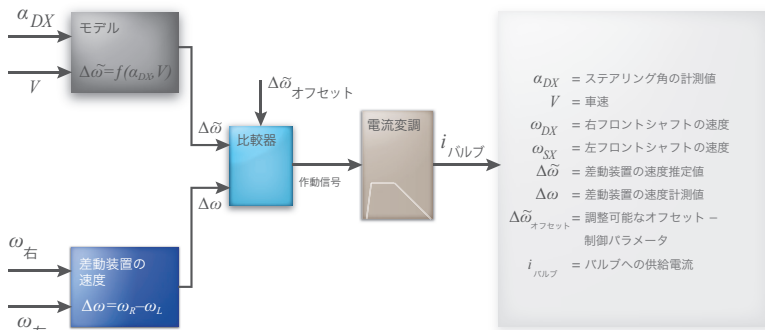 α_DX
モデル
Δω̃=f(α_DX,V)
V
Δω̃オフセット
Δω̃
比較器
電流変調
i バルブ
作動信号
Δω
ω右
差動装置の
速度
Δω=ω_R–ω_L
α_DX = ステアリング角の計測値
V = 車速
ω_DX = 右フロントシャフトの速度
ω_SX = 左フロントシャフトの速度
Δω̃ = 差動装置の速度推定値
Δω = 差動装置の速度計測値
Δω̃オフセット = 調整可能なオフセット –
制御パラメータ
i バルブ = バルブへの供給電流